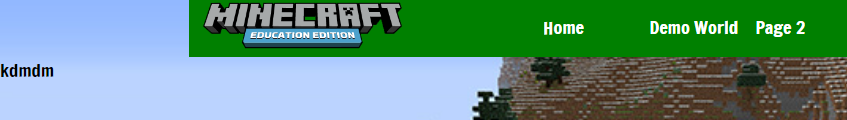 MINECRAFT
EDUCATION EDITION
Home Demo World Page 2
kdmdm